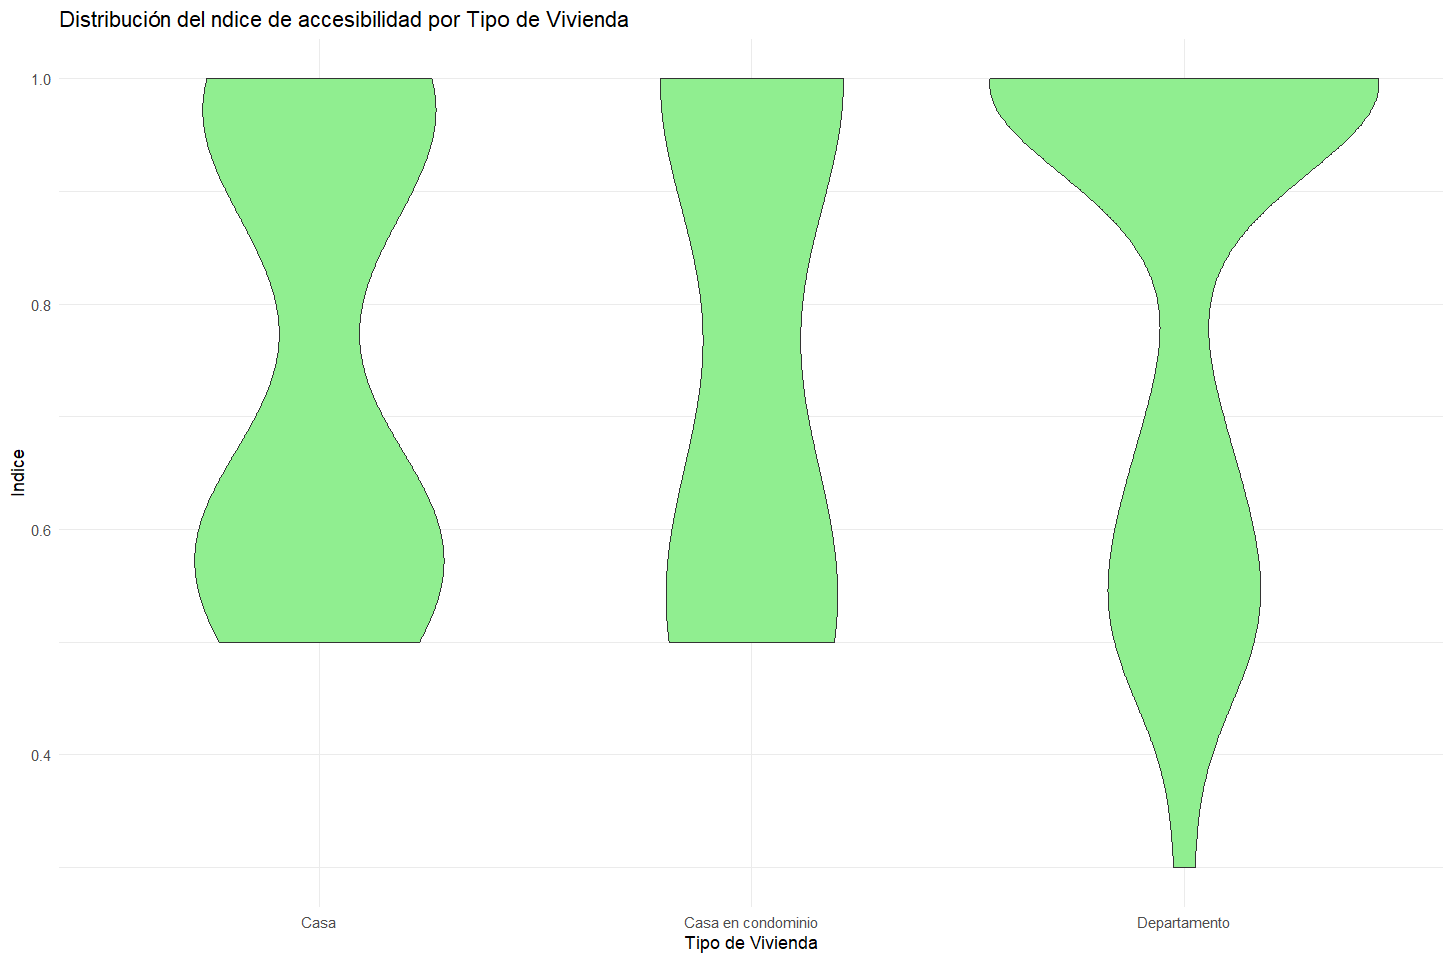 Distribución del ndice de accesibilidad por Tipo de Vivienda
1.0
0.8
0.6
0.4
Indice
Casa
Casa en condominio
Departamento
Tipo de Vivienda